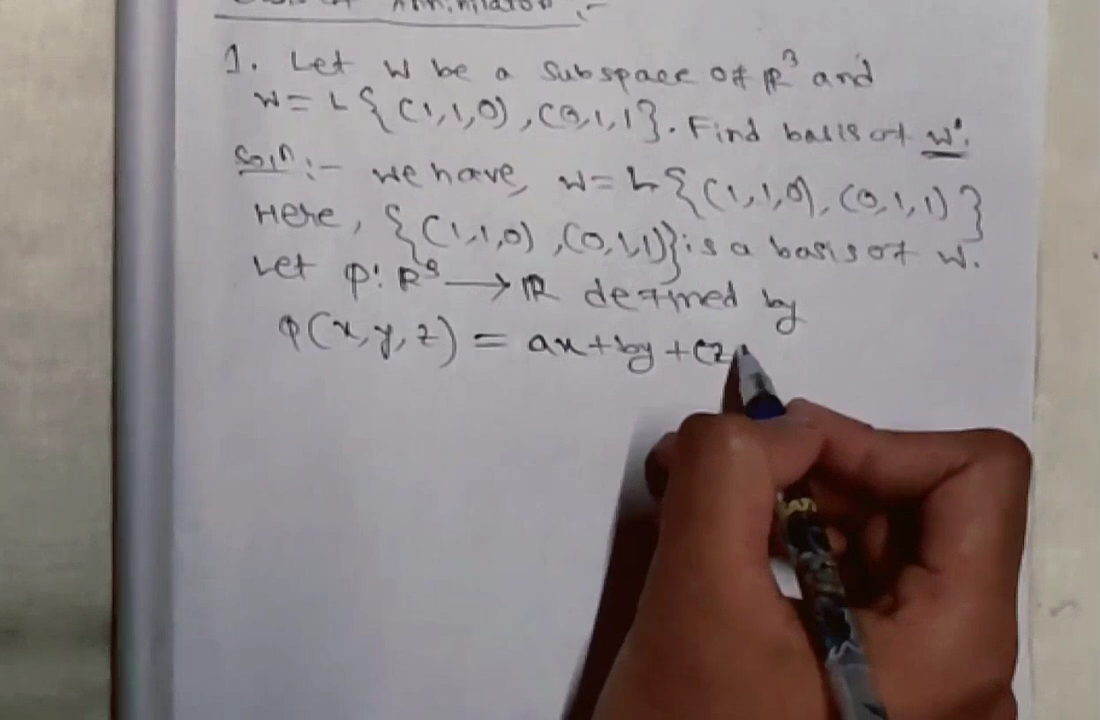 1. Let W be a subspace of R³ and
W = L{(1,1,0), (0,1,1}. Find basis of W°.
Solⁿ:- we have, W = L{(1,1,0), (0,1,1)}
Here, {(1,1,0), (0,1,1)} is a basis of W.
Let φ: R³ → R defined by
φ(x, y, z) = ax + by + cz